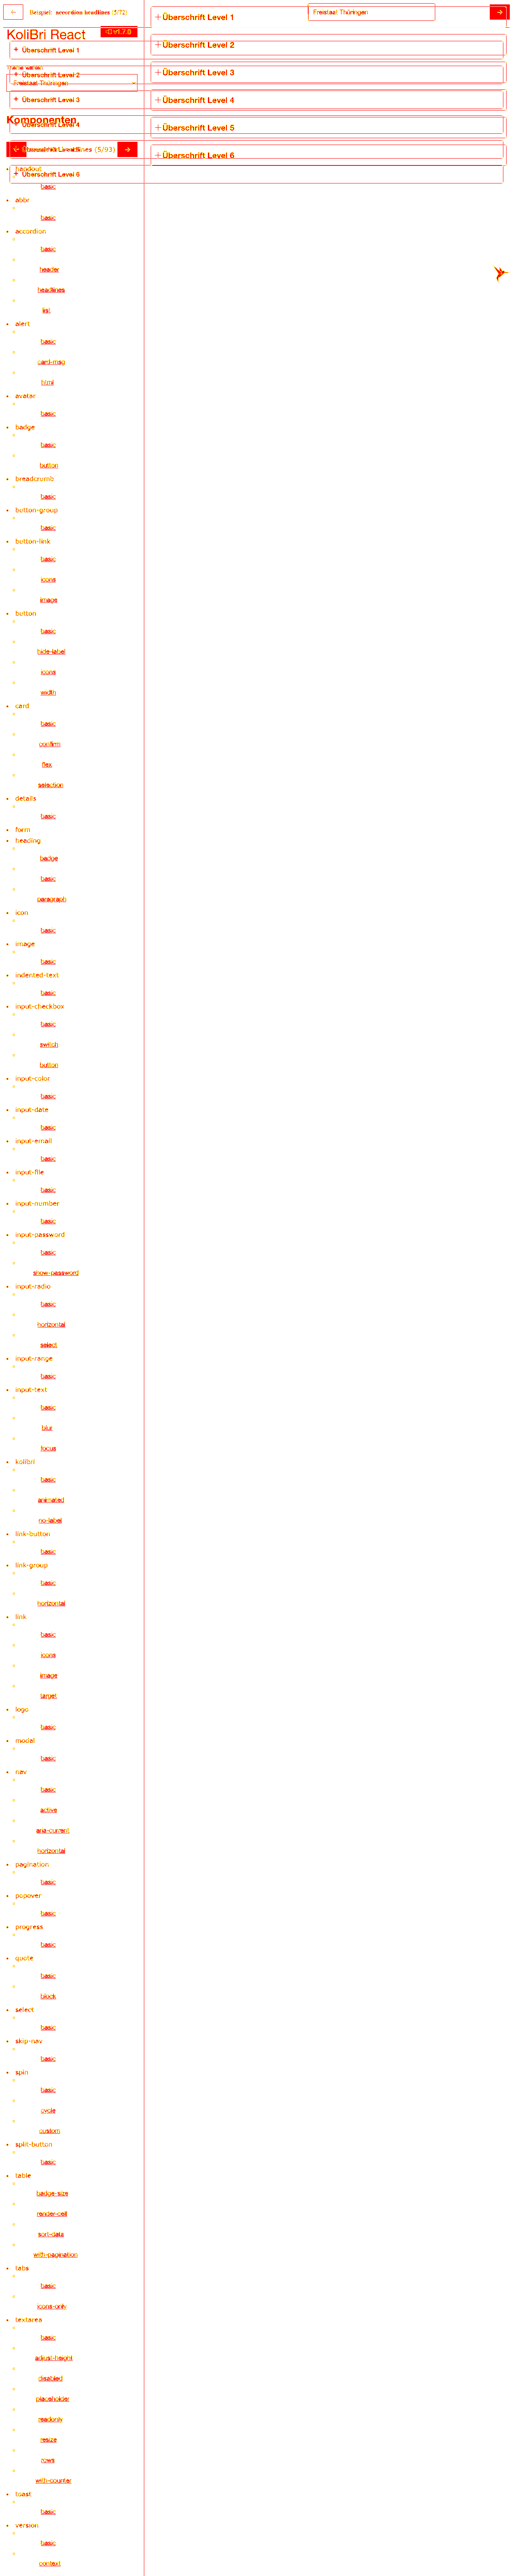 Beispiel: accordion headlines (5/72)
Freistaat Thüringen
KoliBri React
v1.7.0
Überschrift Level 1
Überschrift Level 2
Überschrift Level 3
Überschrift Level 4
Überschrift Level 5
Überschrift Level 6
Überschrift Level 1
Überschrift Level 2
Freistaat Thüringen
Überschrift Level 3
Überschrift Level 4
Komponenten
(5/93)
Überschrift Level 6
handout
basic
abbr
basic
accordion
basic
header
headlines
list
alert
basic
card-msg
html
avatar
basic
badge
basic
button
breadcrumb
basic
button-group
basic
button-link
basic
icons
image
button
basic
hide-label
icons
width
card
basic
confirm
flex
selection
details
basic
form
heading
badge
basic
paragraph
icon
basic
image
basic
indented-text
basic
input-checkbox
basic
switch
button
input-color
basic
input-date
basic
input-email
basic
input-file
basic
input-number
basic
input-password
basic
show-password
input-radio
basic
horizontal
select
input-range
basic
input-text
basic
blur
focus
kolibri
basic
animated
no-label
link-button
basic
link-group
basic
horizontal
link
basic
icons
image
target
logo
basic
modal
basic
nav
basic
active
aria-current
horizontal
pagination
basic
popover
basic
progress
basic
quote
basic
block
select
basic
skip-nav
basic
spin
basic
cycle
custom
split-button
basic
table
badge-size
render-cell
sort-data
with-pagination
tabs
basic
icons-only
textarea
basic
adjust-height
disabled
placeholder
readonly
resize
rows
with-counter
toast
basic
version
basic
context